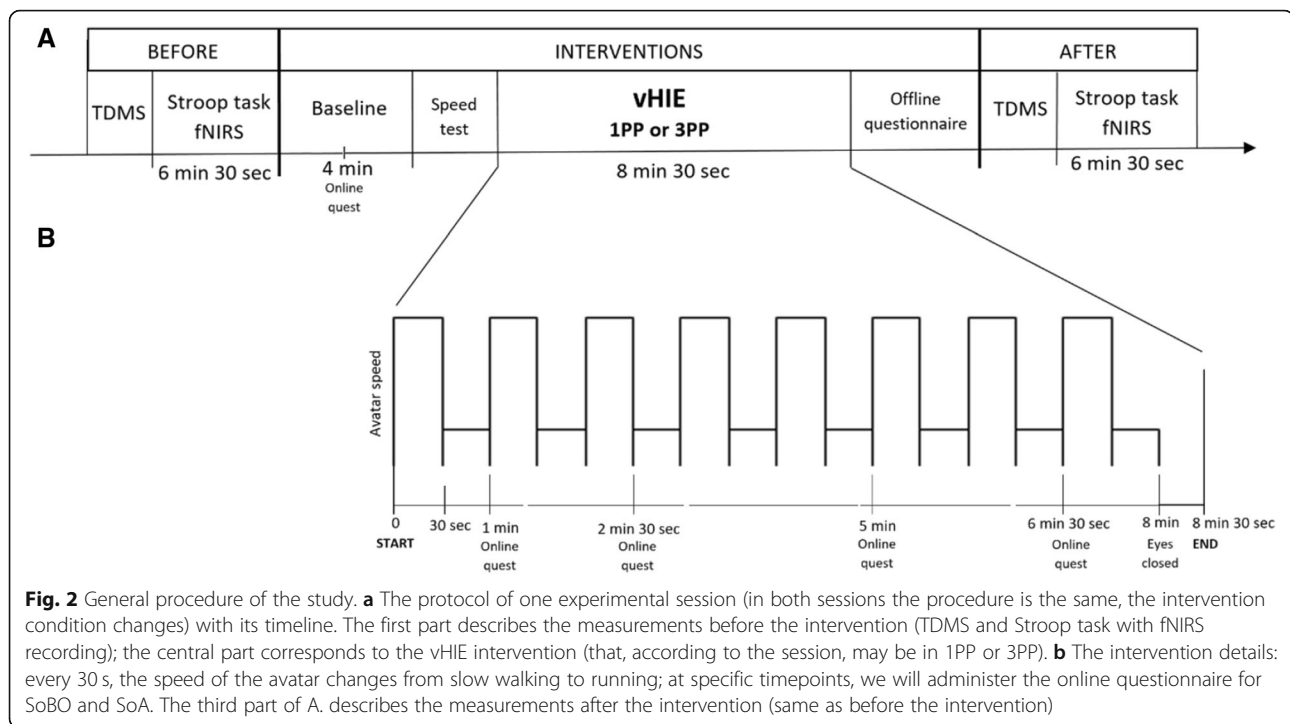 A
BEFORE INTERVENTIONS AFTER
TDMS Stroop task fNIRS Baseline Speed test vHIE 1PP or 3PP Offline questionnaire TDMS Stroop task fNIRS
6 min 30 sec 4 min Online quest 8 min 30 sec 6 min 30 sec
B
Avatar speed
0 START 30 sec 1 min Online quest 2 min 30 sec Online quest 5 min Online quest 6 min 30 sec Online quest 8 min Eyes closed 8 min 30 sec END
Fig. 2 General procedure of the study. a The protocol of one experimental session (in both sessions the procedure is the same, the intervention
condition changes) with its timeline. The first part describes the measurements before the intervention (TDMS and Stroop task with fNIRS
recording); the central part corresponds to the vHIE intervention (that, according to the session, may be in 1PP or 3PP). b The intervention details:
every 30 s, the speed of the avatar changes from slow walking to running; at specific timepoints, we will administer the online questionnaire for
SoBO and SoA. The third part of A. describes the measurements after the intervention (same as before the intervention)